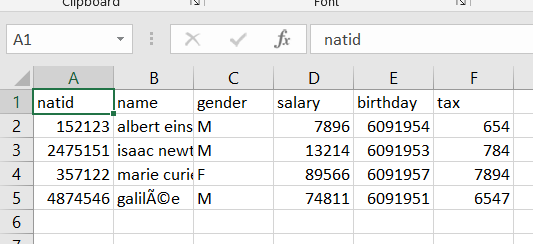 Clipboard Font
A1 fx natid
A B C D E F
1 natid name gender salary birthday tax
2 152123 albert eins M 7896 6091954 654
3 2475151 isaac newt M 13214 6091953 784
4 357122 marie curie F 89566 6091957 7894
5 4874546 galilÃ©e M 74811 6091951 6547
6